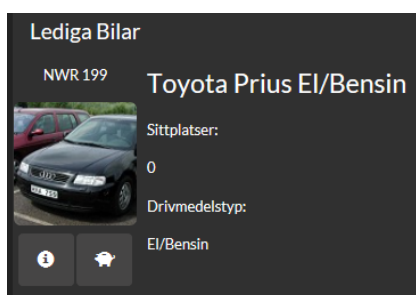 Lediga Bilar
NWR 199
Toyota Prius El/Bensin
Sittplatser:
0
Drivmedelstyp:
El/Bensin